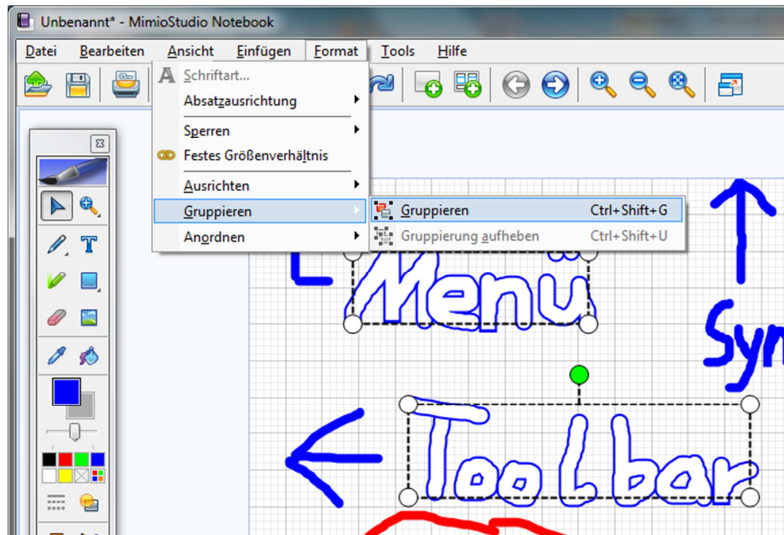 Unbenannt* - MimioStudio Notebook
Datei Bearbeiten Ansicht Einfügen Format Tools Hilfe
Schriftart...
Absatzausrichtung
Sperren
Festes Größenverhältnis
Ausrichten
Gruppieren
Gruppieren Ctrl+Shift+G
Gruppierung aufheben Ctrl+Shift+U
Anordnen
Menü
Toolbar